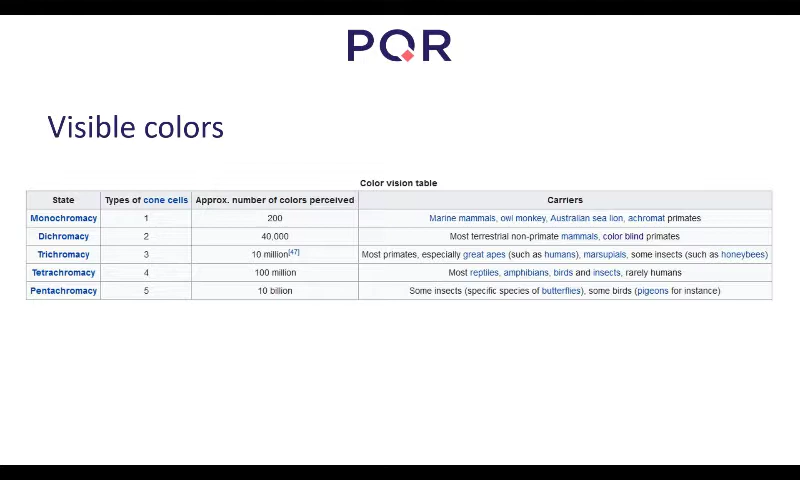 PQR
Visible colors
Color vision table
State Types of cone cells Approx. number of colors perceived Carriers
Monochromacy 1 200 Marine mammals, owl monkey, Australian sea lion, achromat primates
Dichromacy 2 40,000 Most terrestrial non-primate mammals, color blind primates
Trichromacy 3 10 million[47] Most primates, especially great apes (such as humans), marsupials, some insects (such as honeybees)
Tetrachromacy 4 100 million Most reptiles, amphibians, birds and insects, rarely humans
Pentachromacy 5 10 billion Some insects (specific species of butterflies), some birds (pigeons for instance)